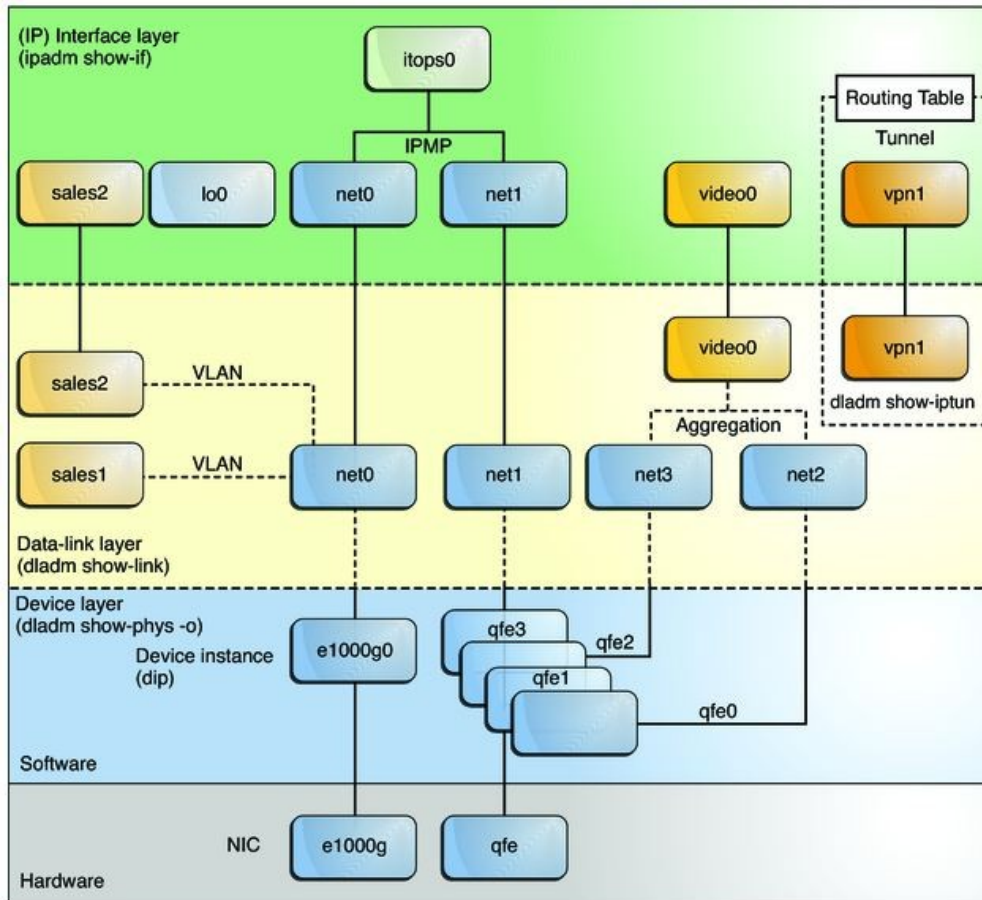 (IP) Interface layer
(ipadm show-if)
itops0
IPMP
Routing Table
Tunnel
sales2
lo0
net0
net1
video0
vpn1
sales2
VLAN
video0
vpn1
dladm show-iptun
Aggregation
sales1
VLAN
net0
net1
net3
net2
Data-link layer
(dladm show-link)
Device layer
(dladm show-phys -o)
Device instance
(dip)
e1000g0
qfe3
qfe2
qfe1
qfe0
Software
NIC
e1000g
qfe
Hardware